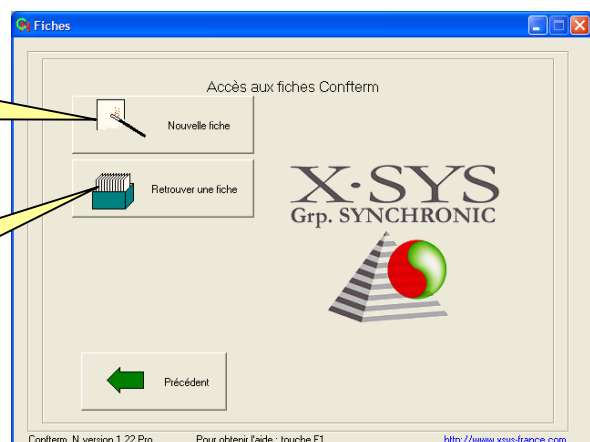 Fiches
Accès aux fiches Confterm
Nouvelle fiche
Retrouver une fiche
X·SYS
Grp. SYNCHRONIC
Précédent
Confterm_N version 1.22 Pro
Pour obtenir l'aide : touche F1
http://www.xsys-france.com